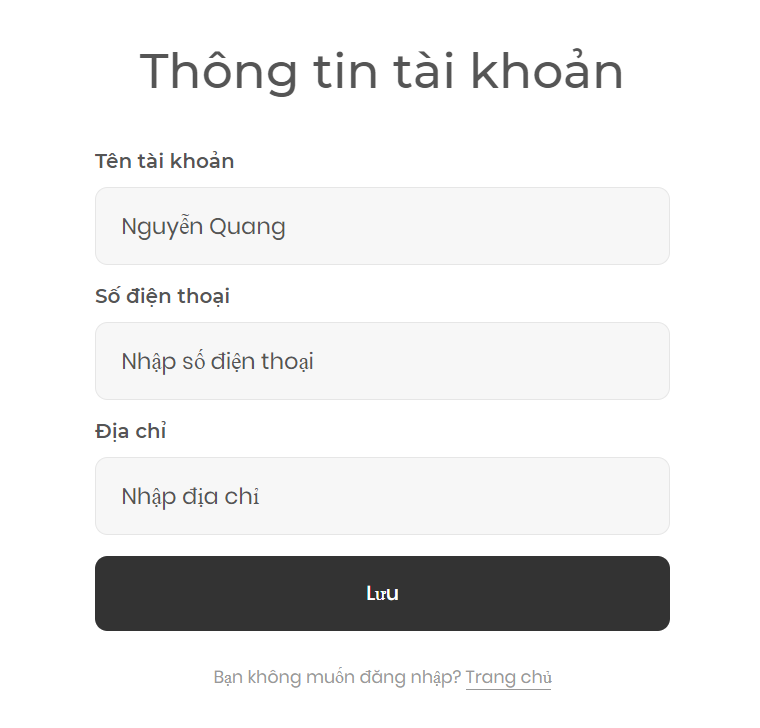 Thông tin tài khoản
Tên tài khoản
Nguyễn Quang
Số điện thoại
Nhập số điện thoại
Địa chỉ
Nhập địa chỉ
Lưu
Bạn không muốn đăng nhập? Trang chủ